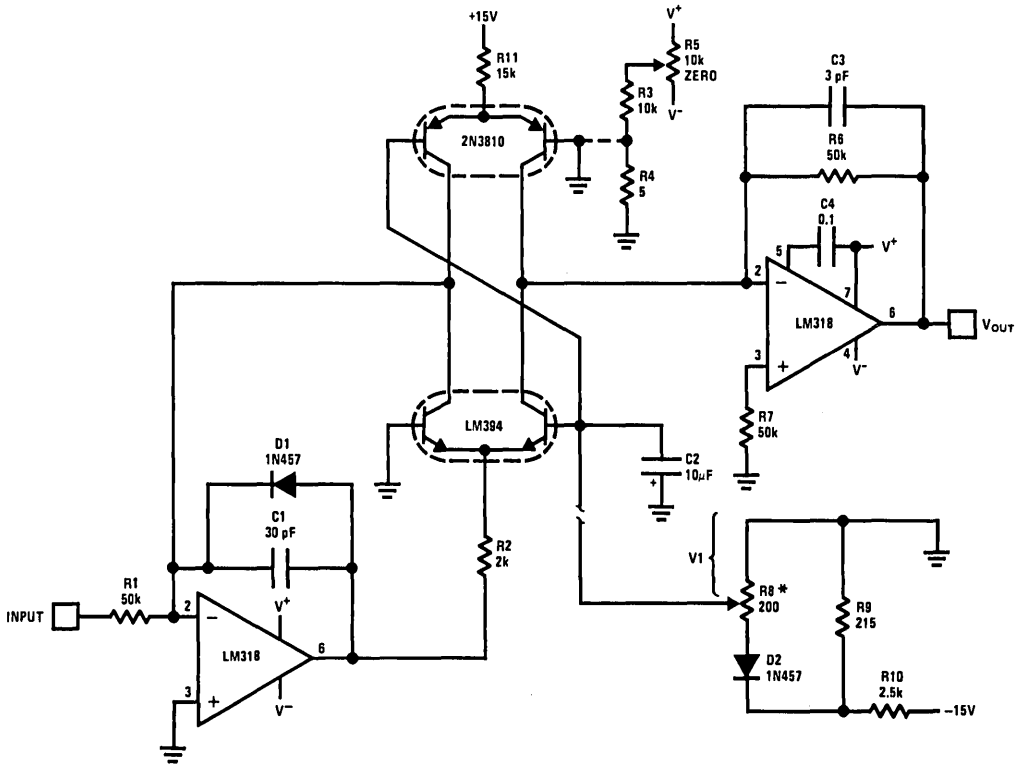 +15V
R11
15k
V+
R5
10k
ZERO
V-
R3
10k
2N3810
R4
5
C3
3 pF
R6
50k
C4
0.1
5
V+
2
−
7
LM318
6
VOUT
3
+
4
V-
R7
50k
LM394
C2
10μF
+
D1
1N457
C1
30 pF
R2
2k
V1
R8*
200
R9
215
D2
1N457
R10
2.5k
−15V
R1
50k
INPUT
2
−
V+
LM318
6
3
+
V-